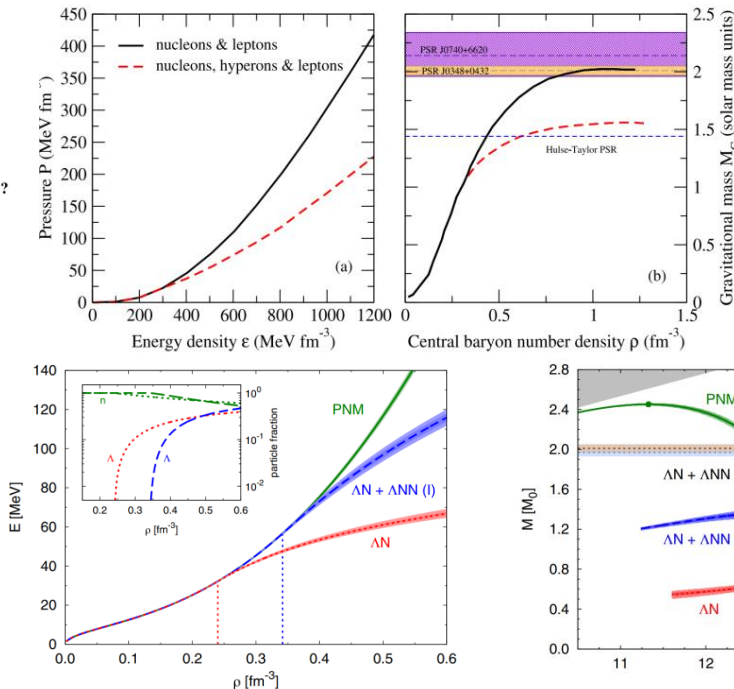 ?
450
400
350
300
250
200
150
100
50
0
Pressure P (MeV fm⁻³)
nucleons & leptons
nucleons, hyperons & leptons
(a)
0 200 400 600 800 1000 1200
Energy density ε (MeV fm⁻³)
PSR J0740+6620
PSR J0348+0432
Hulse-Taylor PSR
(b)
0 0.5 1 1.5
Central baryon number density ρ (fm⁻³)
2.5
2
1.5
1
0.5
0
Gravitational mass M_G (solar mass units)
140
120
100
80
60
40
20
0
E [MeV]
n
Λ
Λ
10⁰
10⁻¹
10⁻²
particle fraction
0.2 0.3 0.4 0.5 0.6
ρ [fm⁻³]
PNM
ΛN + ΛNN (I)
ΛN
0.0 0.1 0.2 0.3 0.4 0.5 0.6
ρ [fm⁻³]
2.8
2.4
2.0
1.6
1.2
0.8
0.4
0.0
M [M₀]
PNM
ΛN + ΛNN
ΛN + ΛNN
ΛN
11 12